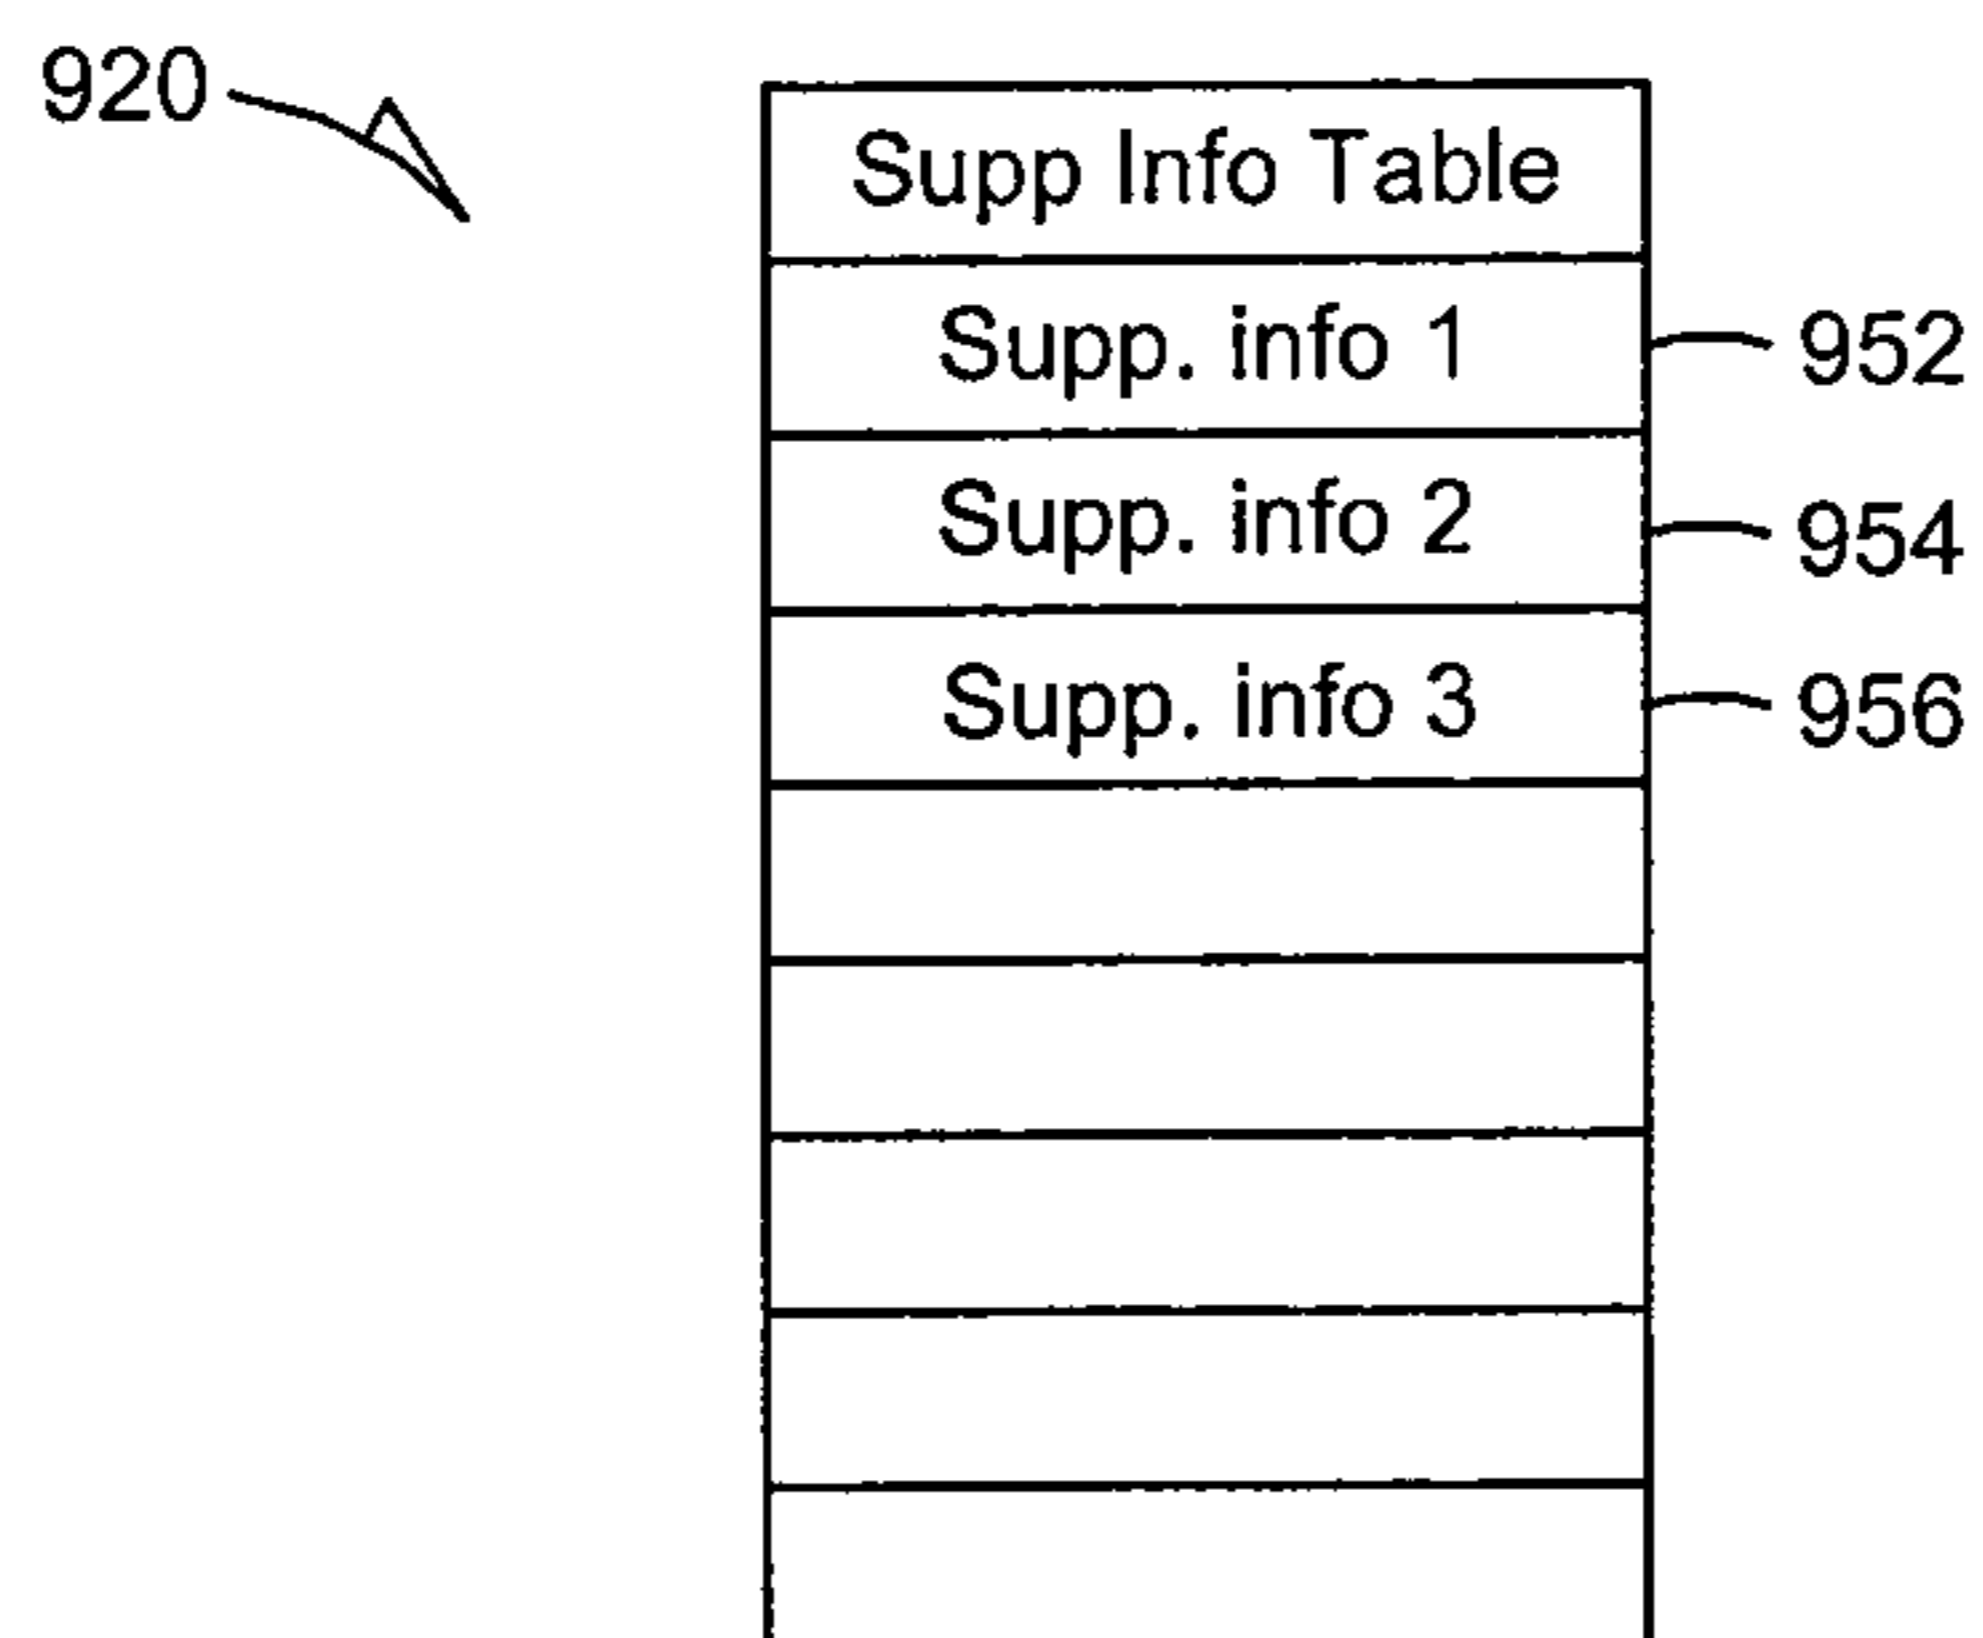 920
Supp Info Table
Supp. info 1 952
Supp. info 2 954
Supp. info 3 956